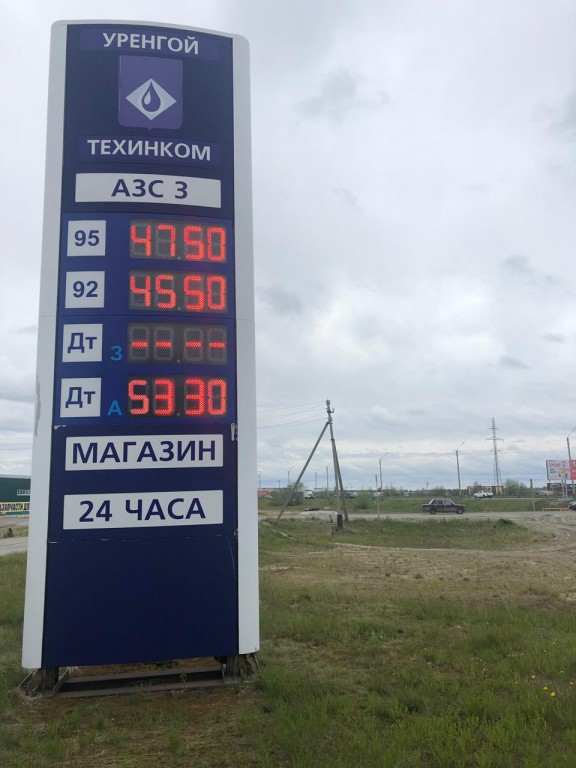 УРЕНГОЙ
ТЕХИНКОМ
АЗС 3
95 47.50
92 45.50
Дт З ----
Дт А 53.30
МАГАЗИН
24 ЧАСА